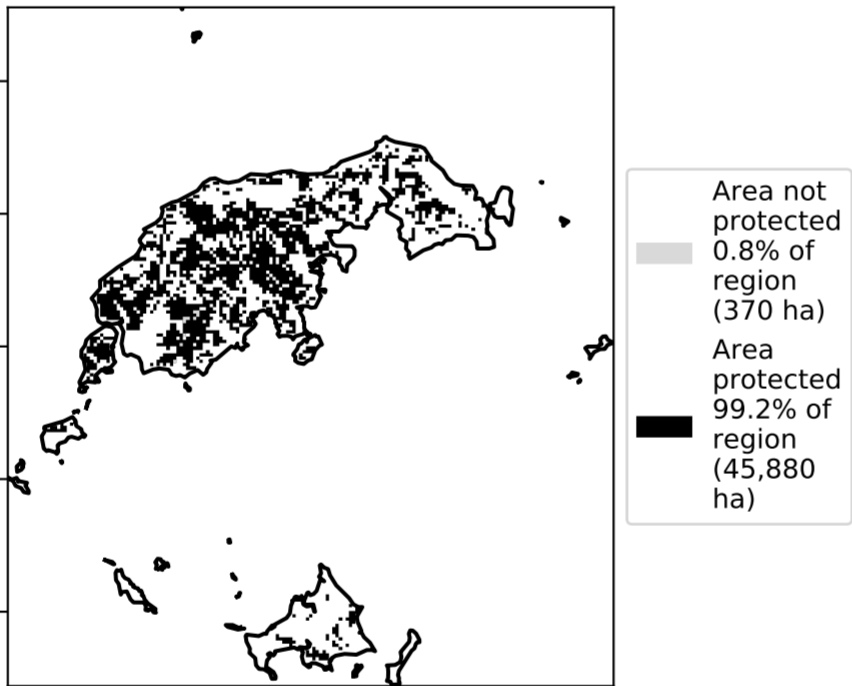 Area not
protected
0.8% of
region
(370 ha)
Area
protected
99.2% of
region
(45,880
ha)